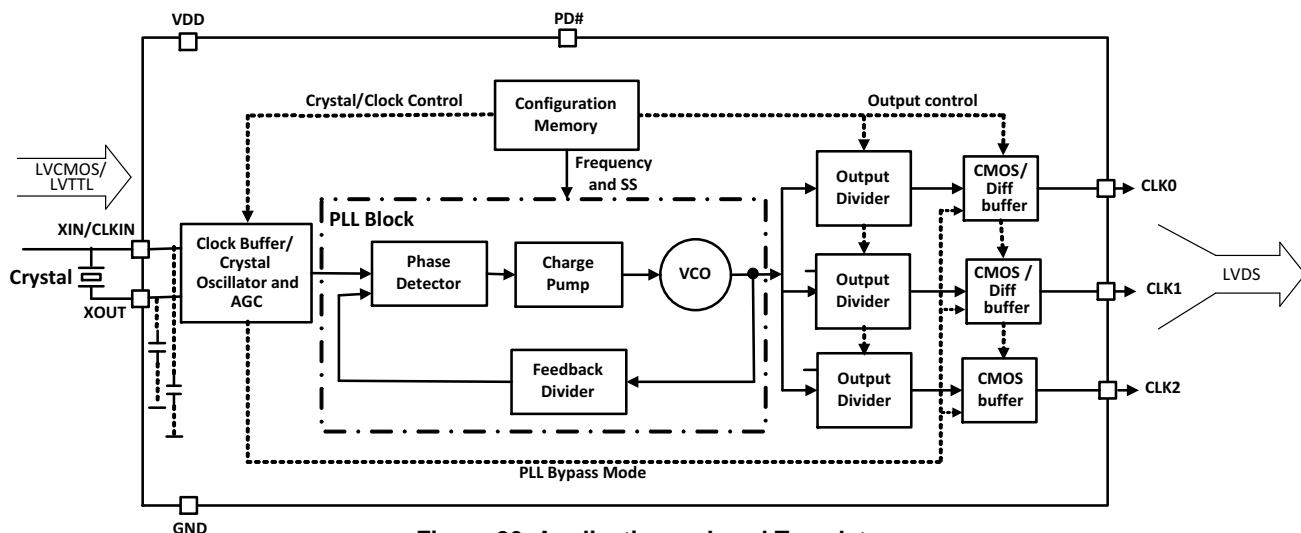 VDD
PD#
Crystal/Clock Control
Configuration
Memory
Output control
LVCMOS/
LVTTL
Frequency
and SS
Output
Divider
CMOS/
Diff
buffer
CLK0
XIN/CLKIN
PLL Block
Clock Buffer/
Crystal
Oscillator and
AGC
Phase
Detector
Charge
Pump
VCO
Output
Divider
CMOS /
Diff
buffer
CLK1
LVDS
Crystal
XOUT
Feedback
Divider
Output
Divider
CMOS
buffer
CLK2
PLL Bypass Mode
GND